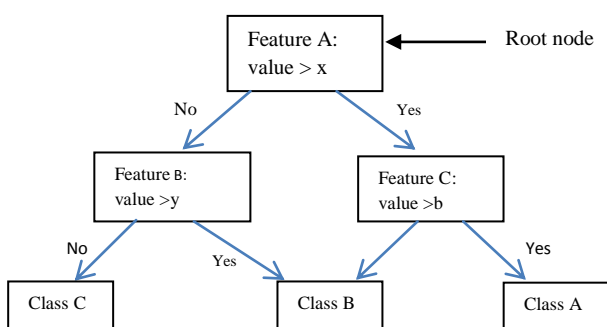 Feature A:
value > x
Root node
No
Yes
Feature B:
value >y
Feature C:
value >b
No
Yes
Yes
Class C
Class B
Class A